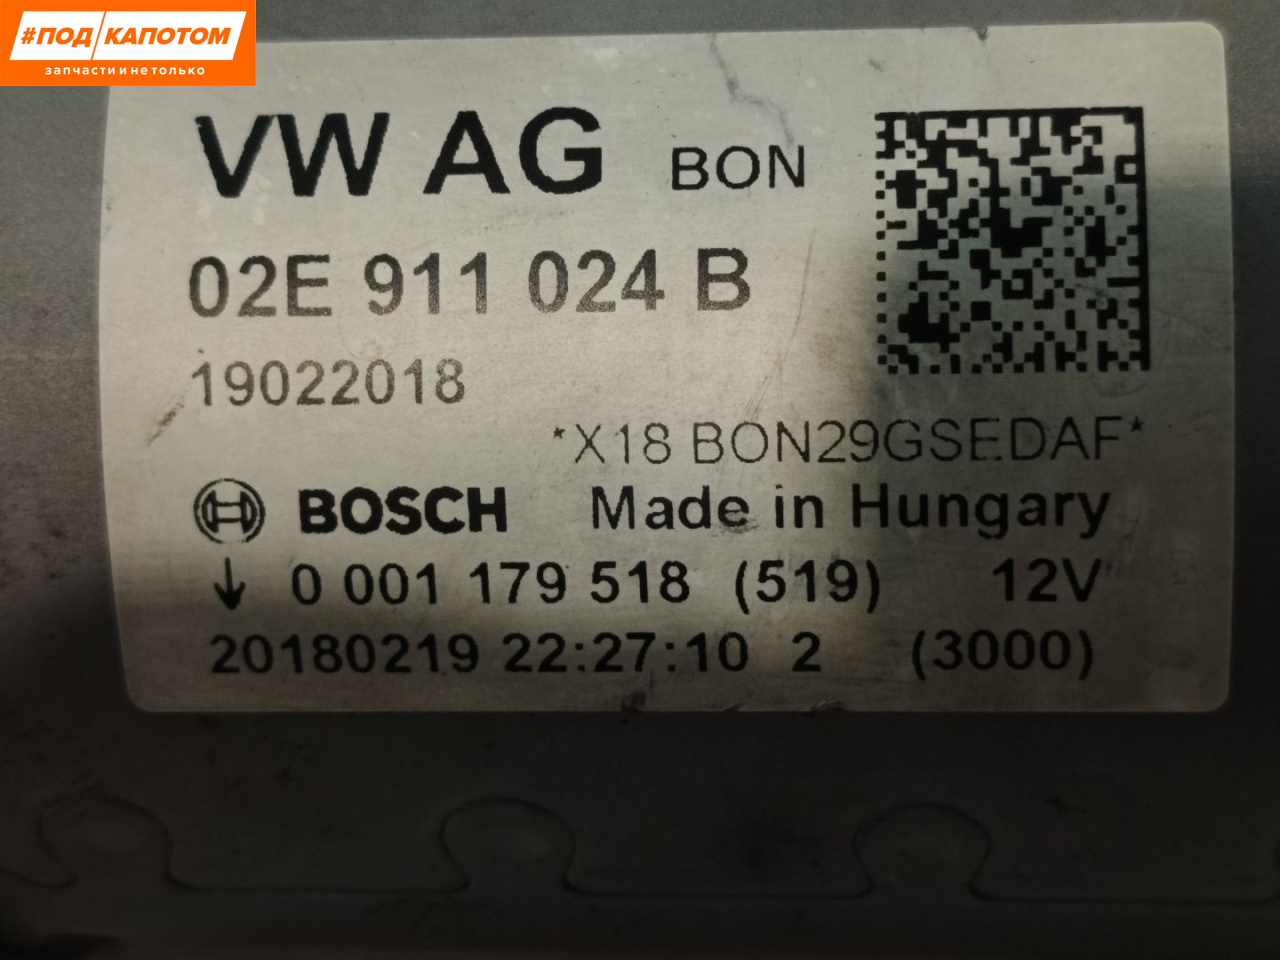 #ПОД/КАПОТОМ
запчасти и не только
VW AG BON
02E 911 024 B
19022018
*X18 BON29GSEDAF*
BOSCH Made in Hungary
↓ 0 001 179 518 (519) 12V
20180219 22:27:10 2 (3000)